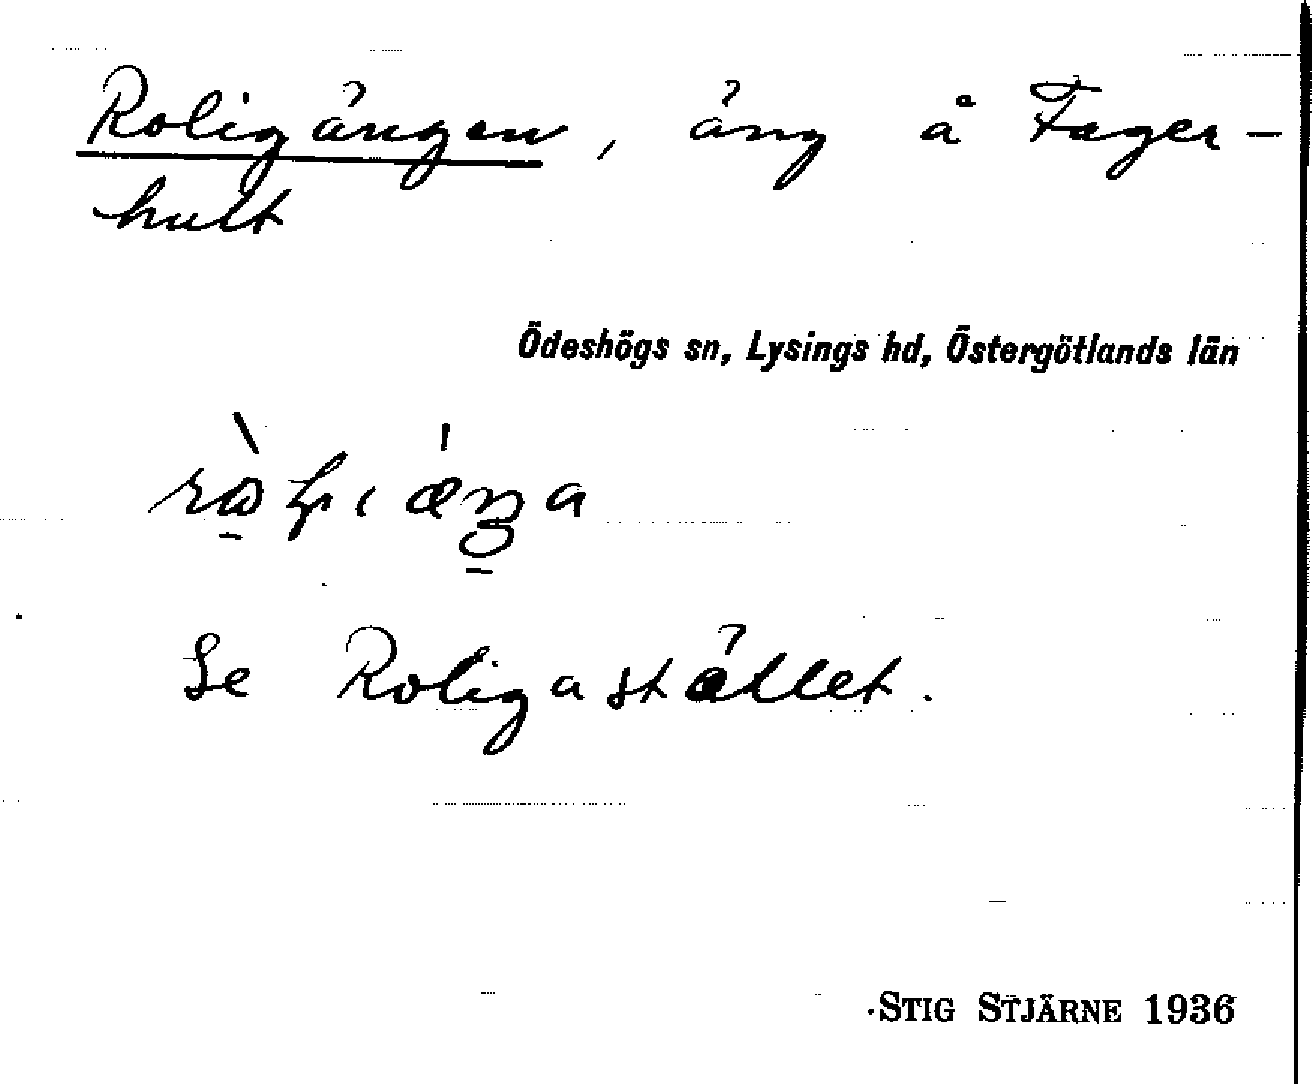 Roligängen, äng å Fager-
hult
Ödeshögs sn, Lysings hd, Östergötlands län
Se Roligastället.
STIG STJÄRNE 1936